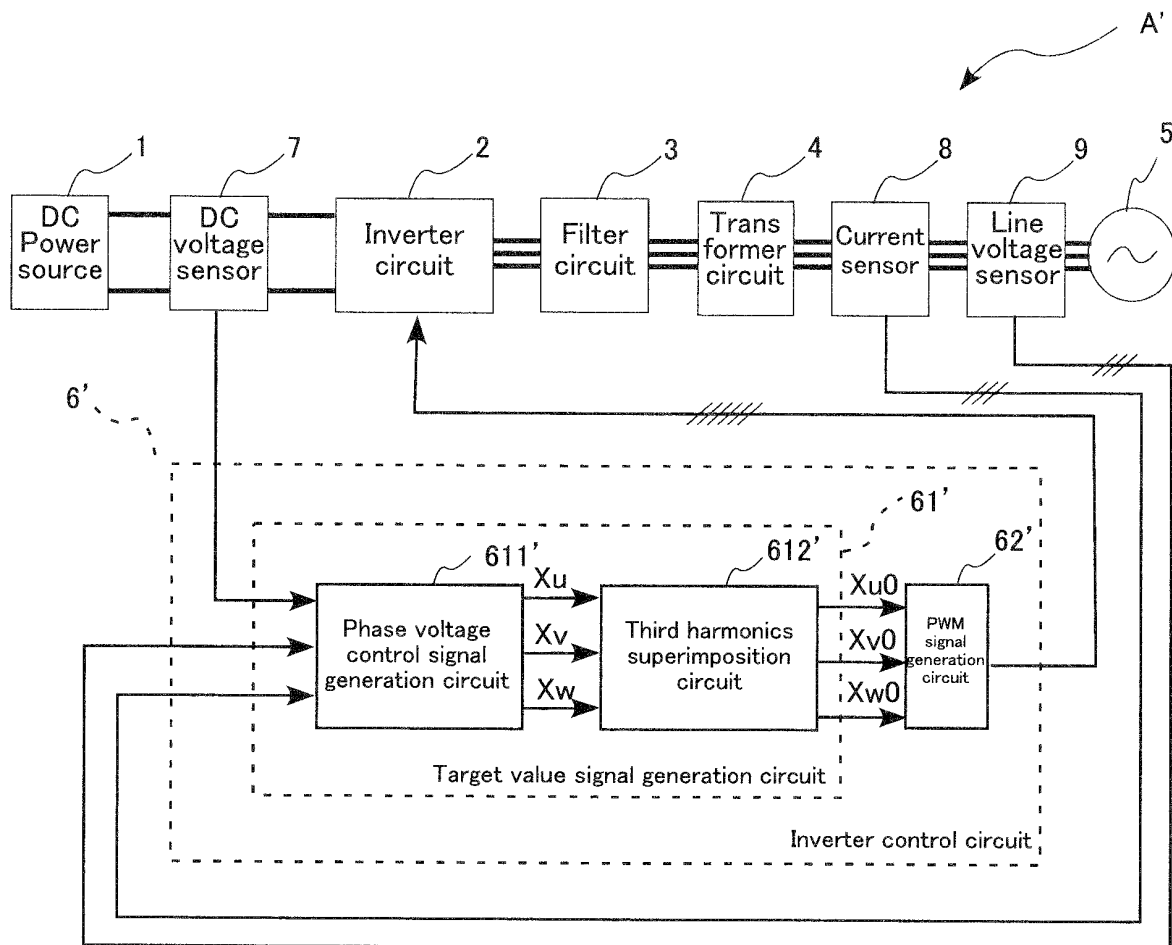 A'
1
7
2
3
4
8
9
5
DC
Power
source
DC
voltage
sensor
Inverter
circuit
Filter
circuit
Trans
former
circuit
Current
sensor
Line
voltage
sensor
6'
61'
611'
612'
62'
Xu
Xv
Xw
Xu0
Xv0
Xw0
Phase voltage
control signal
generation circuit
Third harmonics
superimposition
circuit
PWM
signal
generation
circuit
Target value signal generation circuit
Inverter control circuit